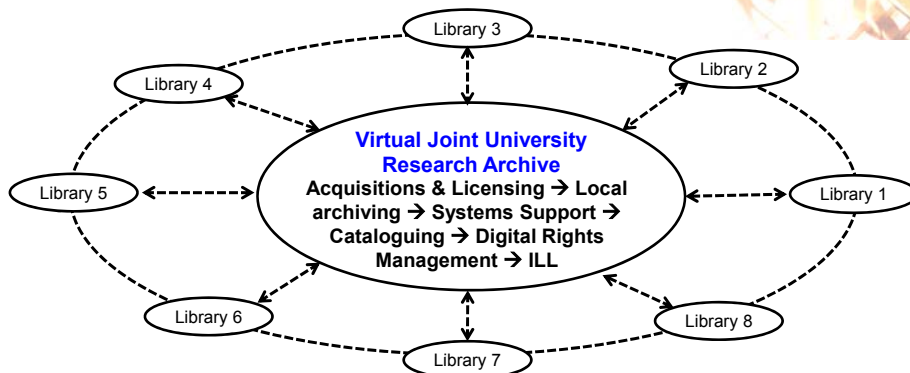 Library 3
Library 4
Library 2
Virtual Joint University
Research Archive
Acquisitions & Licensing → Local
archiving → Systems Support →
Cataloguing → Digital Rights
Management → ILL
Library 5
Library 1
Library 6
Library 8
Library 7